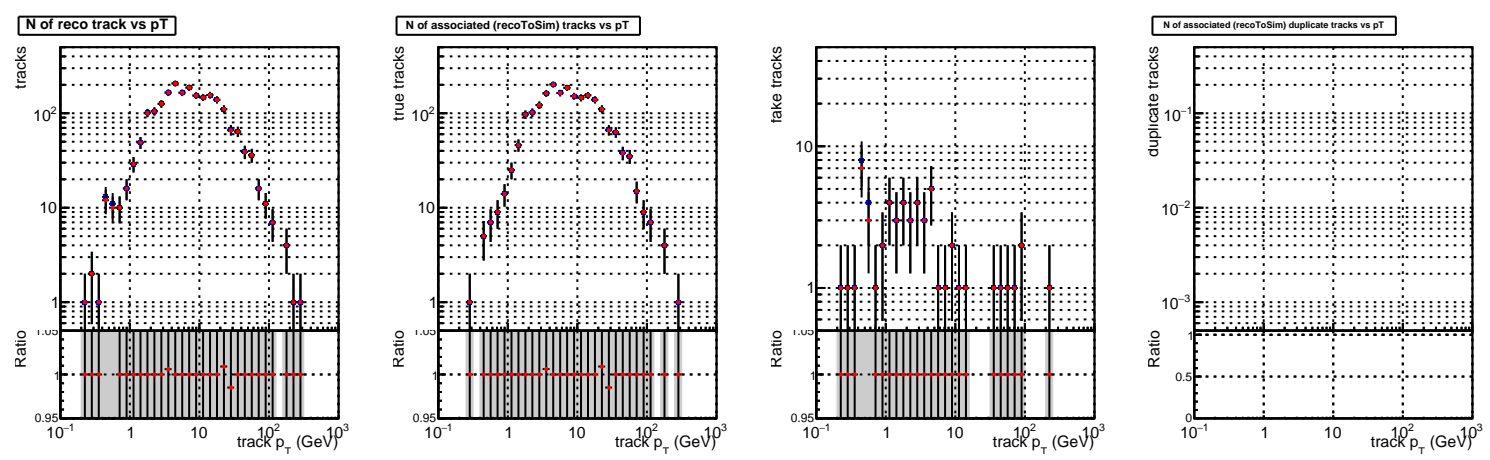 N of reco track vs pT
tracks
10²
10
1
Ratio
1.05
1
0.95
10⁻¹ 1 10 10² 10³
track p_T (GeV)
N of associated (recoToSim) tracks vs pT
true tracks
10²
10
1
Ratio
1.05
1
0.95
10⁻¹ 1 10 10² 10³
track p_T (GeV)
fake tracks
10
1
Ratio
1.05
1
0.95
10⁻¹ 1 10 10² 10³
track p_T (GeV)
N of associated (recoToSim) duplicate tracks vs pT
duplicate tracks
10⁻¹
10⁻²
10⁻³
Ratio
1
0.5
0
10⁻¹ 1 10 10² 10³
track p_T (GeV)